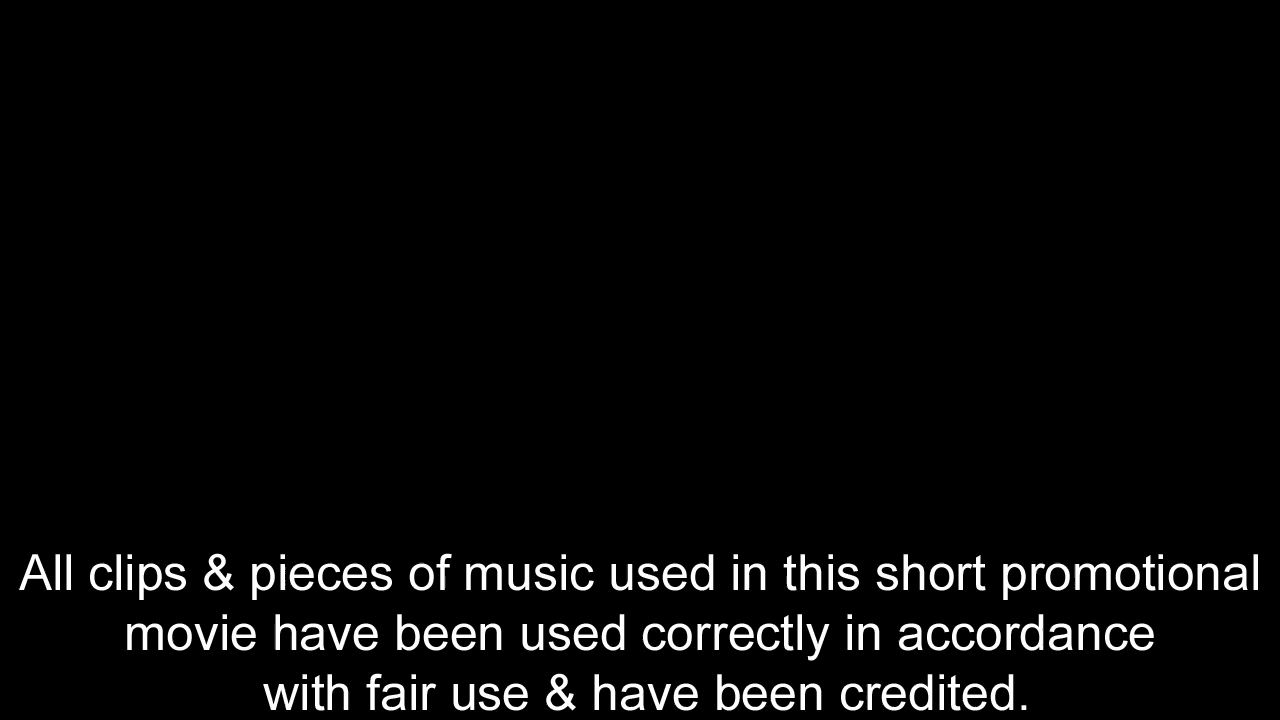 All clips & pieces of music used in this short promotional
movie have been used correctly in accordance
with fair use & have been credited.